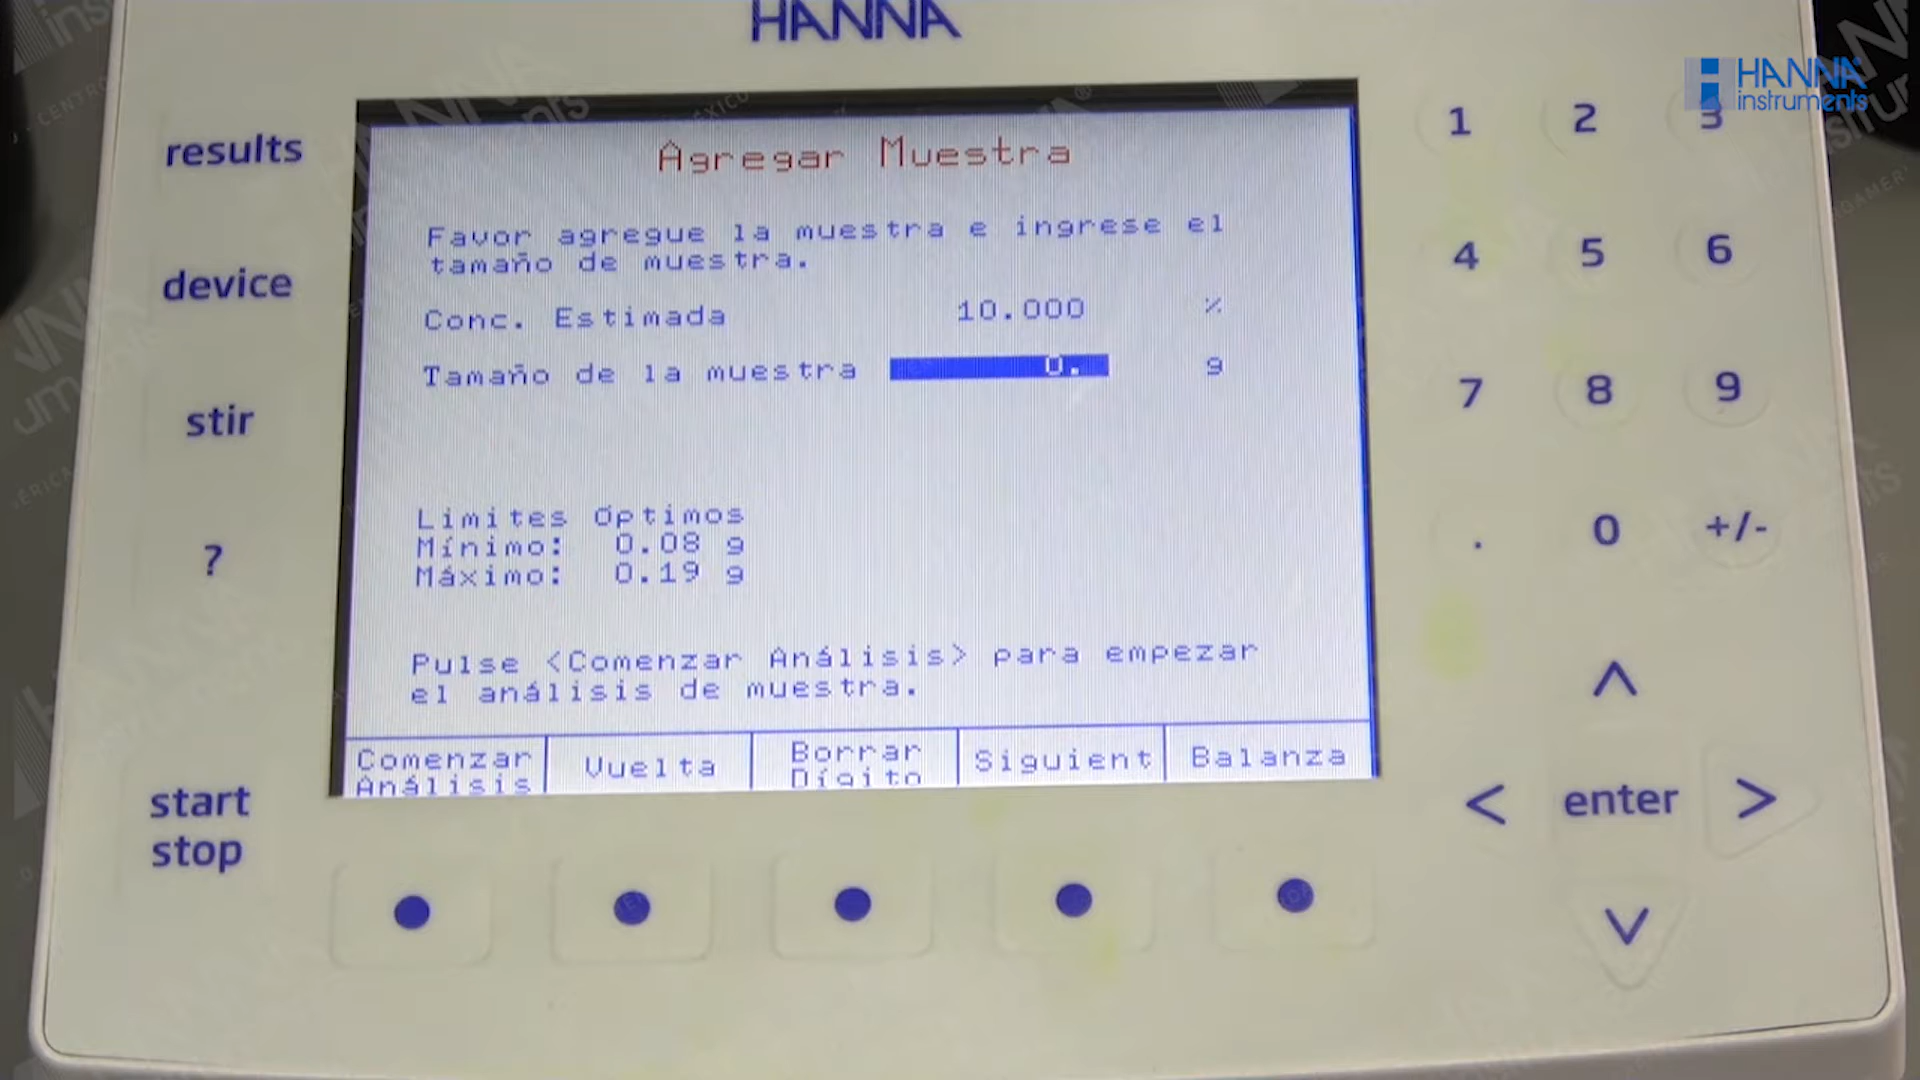 HANNA
HANNA
instruments
results
device
stir
?
start
stop
Agregar Muestra
Favor agregue la muestra e ingrese el
tamaño de muestra.
Conc. Estimada 10.000 %
Tamaño de la muestra 0. g
Limites Óptimos
Mínimo: 0.08 g
Máximo: 0.19 g
Pulse <Comenzar Análisis> para empezar
el análisis de muestra.
Comenzar
Análisis
Vuelta
Borrar
Dígito
Siguient
Balanza
1 2 3
4 5 6
7 8 9
. 0 +/-
< enter >